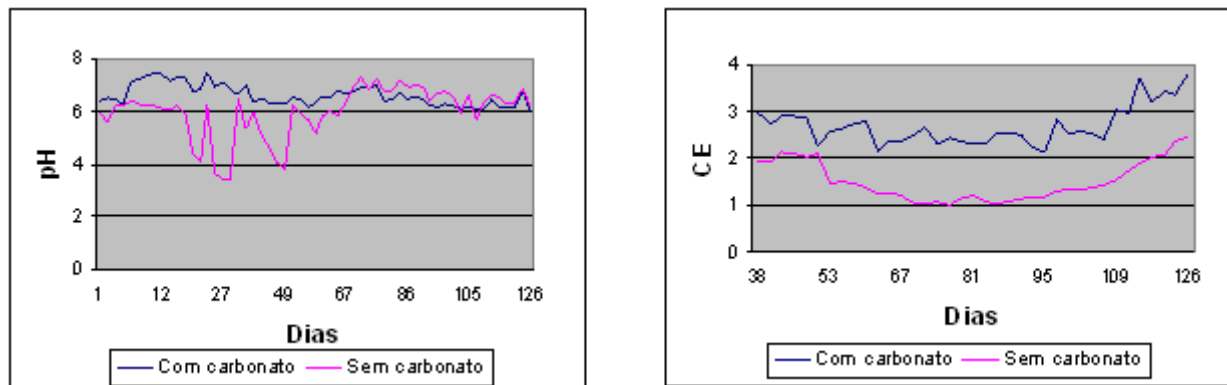 8
6
4
2
0
pH
1 12 27 49 67 86 105 126
Dias
Com carbonato Sem carbonato
4
3
2
1
0
CE
38 53 67 81 95 109 126
Dias
Com carbonato Sem carbonato